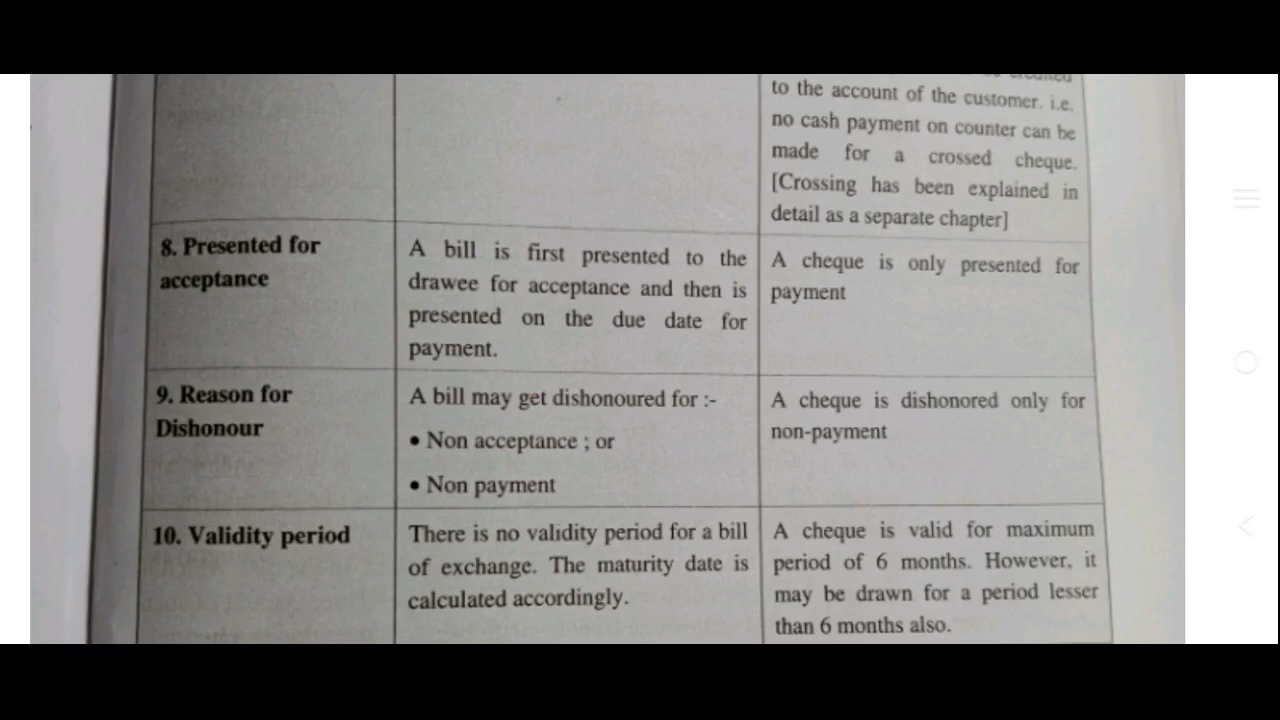 to the account of the customer. i.e.
no cash payment on counter can be
made for a crossed cheque.
[Crossing has been explained in
detail as a separate chapter]
8. Presented for
acceptance
A bill is first presented to the
drawee for acceptance and then is
presented on the due date for
payment.
A cheque is only presented for
payment
9. Reason for
Dishonour
A bill may get dishonoured for :-
• Non acceptance ; or
• Non payment
A cheque is dishonored only for
non-payment
10. Validity period
There is no validity period for a bill
of exchange. The maturity date is
calculated accordingly.
A cheque is valid for maximum
period of 6 months. However, it
may be drawn for a period lesser
than 6 months also.